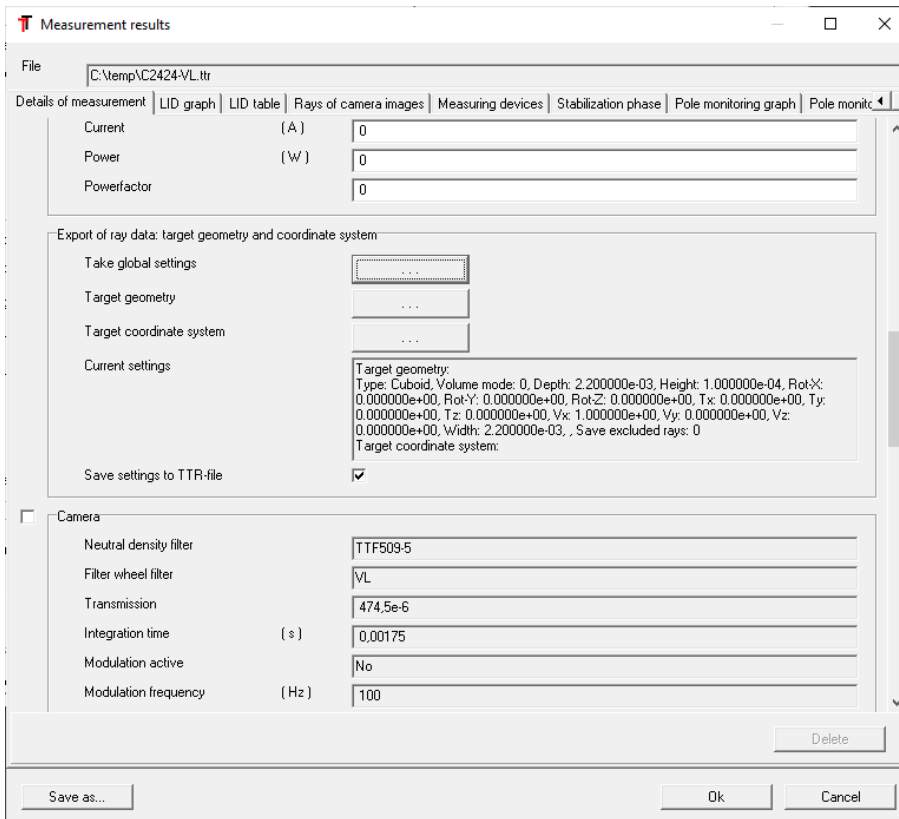 Measurement results
File
C:\temp\C2424-VL.ttr
Details of measurement LID graph LID table Rays of camera images Measuring devices Stabilization phase Pole monitoring graph Pole monito
Current (A) 0
Power (W) 0
Powerfactor 0
Export of ray data: target geometry and coordinate system
Take global settings ...
Target geometry ...
Target coordinate system ...
Current settings
Target geometry:
Type: Cuboid, Volume mode: 0, Depth: 2.200000e-03, Height: 1.000000e-04, Rot-X:
0.000000e+00, Rot-Y: 0.000000e+00, Rot-Z: 0.000000e+00, Tx: 0.000000e+00, Ty:
0.000000e+00, Tz: 0.000000e+00, Vx: 1.000000e+00, Vy: 0.000000e+00, Vz:
0.000000e+00, Width: 2.200000e-03, , Save excluded rays: 0
Target coordinate system:
Save settings to TTR-file
Camera
Neutral density filter TTF509-5
Filter wheel filter VL
Transmission 474,5e-6
Integration time (s) 0,00175
Modulation active No
Modulation frequency (Hz) 100
Delete
Save as... Ok Cancel